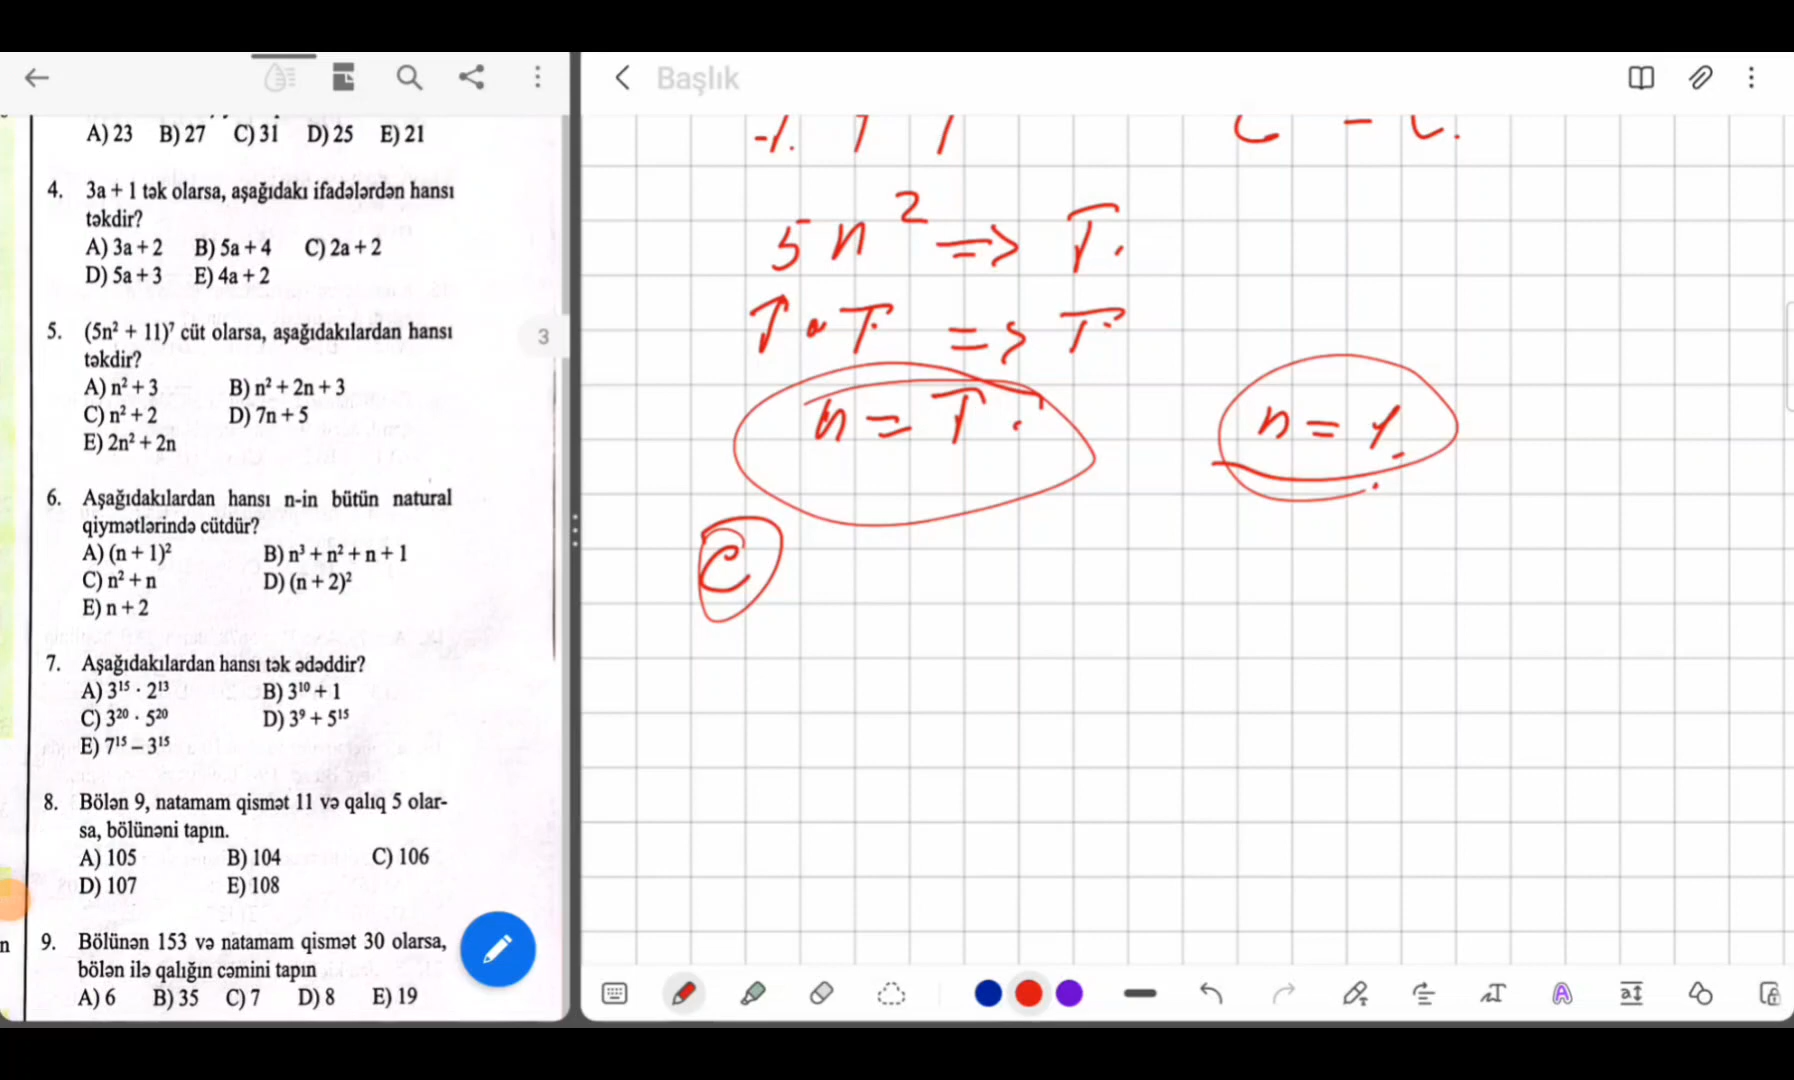 A) 23 B) 27 C) 31 D) 25 E) 21
4. 3a + 1 tək olarsa, aşağıdakı ifadələrdən hansı
təkdir?
A) 3a + 2 B) 5a + 4 C) 2a + 2
D) 5a + 3 E) 4a + 2
5. (5n² + 11)⁷ cüt olarsa, aşağıdakılardan hansı
təkdir?
A) n² + 3 B) n² + 2n + 3
C) n² + 2 D) 7n + 5
E) 2n² + 2n
6. Aşağıdakılardan hansı n-in bütün natural
qiymətlərində cütdür?
A) (n + 1)² B) n³ + n² + n + 1
C) n² + n D) (n + 2)²
E) n + 2
7. Aşağıdakılardan hansı tək ədəddir?
A) 3¹⁵ · 2¹³ B) 3¹⁰ + 1
C) 3²⁰ · 5²⁰ D) 3⁹ + 5¹⁵
E) 7¹⁵ – 3¹⁵
8. Bölən 9, natamam qismət 11 və qalıq 5 olar-
sa, bölünəni tapın.
A) 105 B) 104 C) 106
D) 107 E) 108
9. Bölünən 153 və natamam qismət 30 olarsa,
bölən ilə qalığın cəmini tapın
A) 6 B) 35 C) 7 D) 8 E) 19
3
n
Başlık
5n² => T.
T • T. => T.
n = T.
n = 1.
C